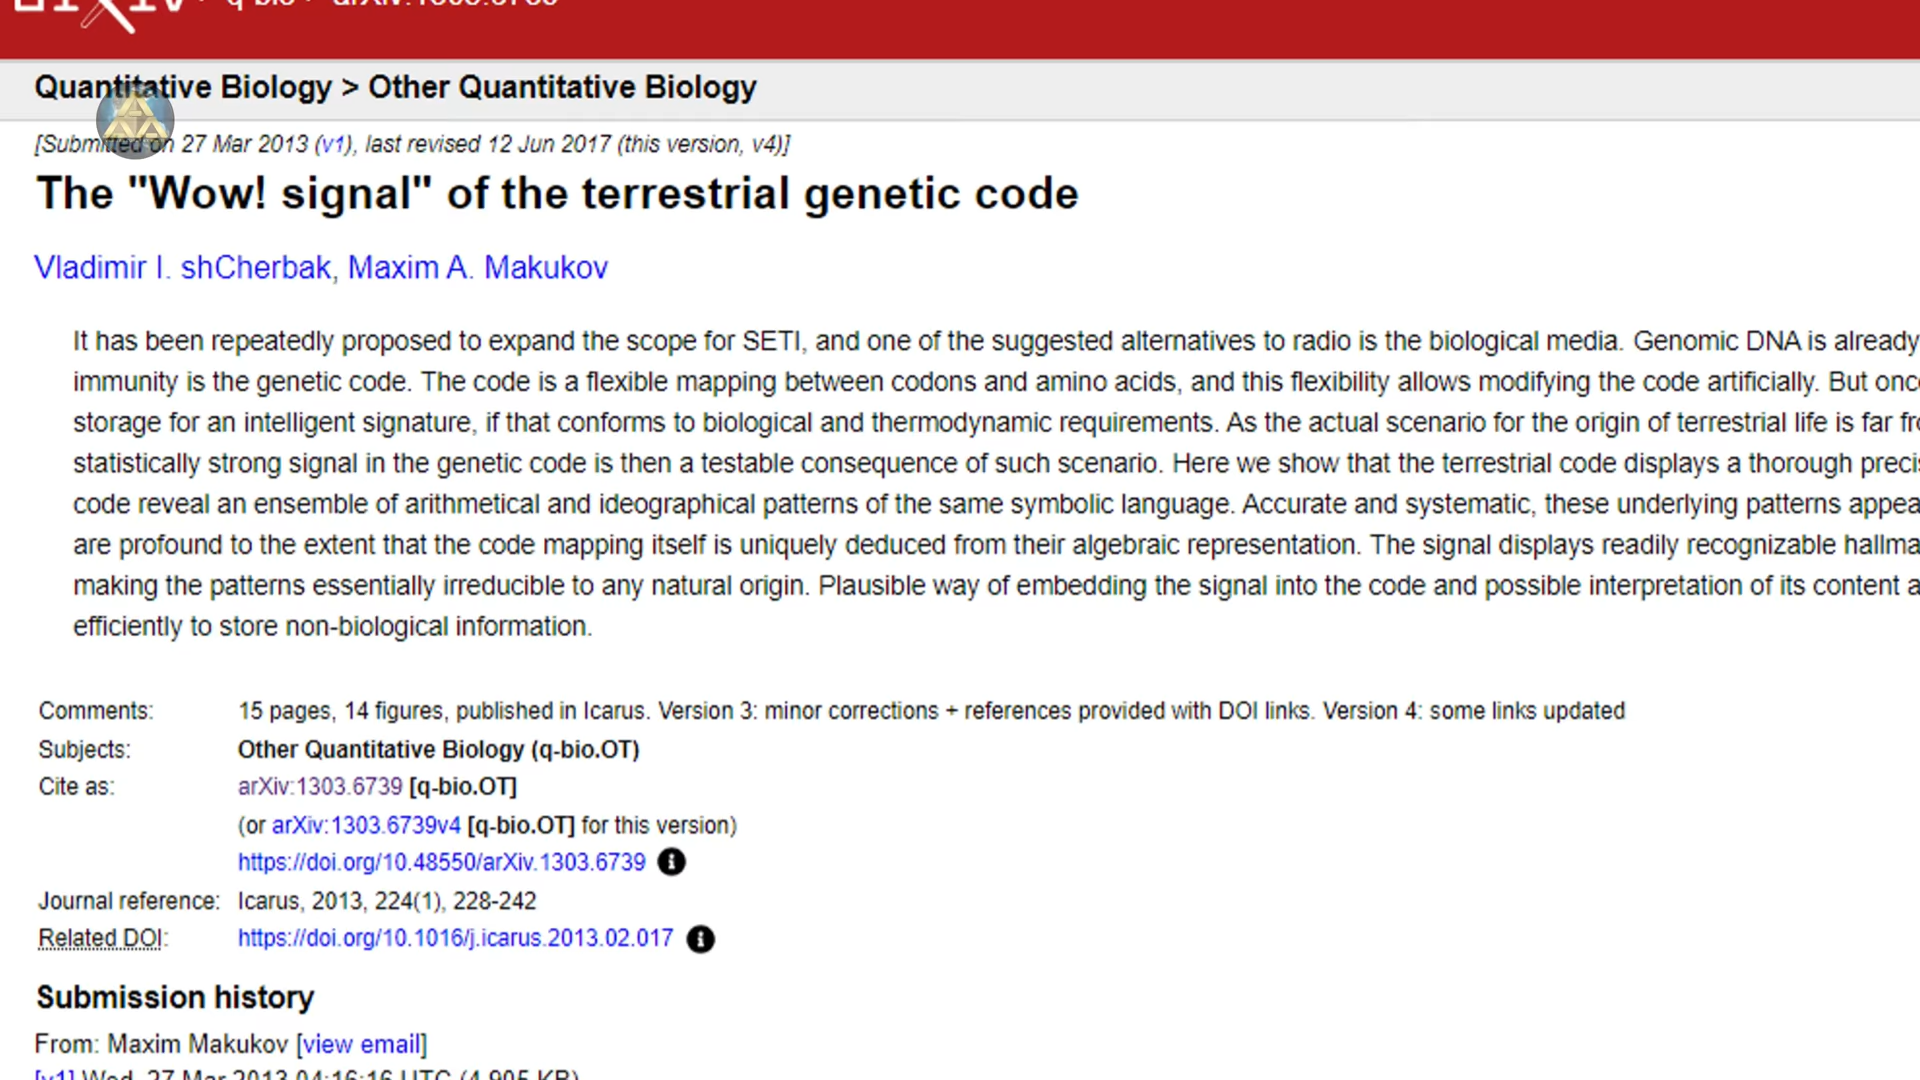 Quantitative Biology > Other Quantitative Biology
[Submitted on 27 Mar 2013 (v1), last revised 12 Jun 2017 (this version, v4)]
The "Wow! signal" of the terrestrial genetic code
Vladimir I. shCherbak, Maxim A. Makukov
It has been repeatedly proposed to expand the scope for SETI, and one of the suggested alternatives to radio is the biological media. Genomic DNA is already
immunity is the genetic code. The code is a flexible mapping between codons and amino acids, and this flexibility allows modifying the code artificially. But
storage for an intelligent signature, if that conforms to biological and thermodynamic requirements. As the actual scenario for the origin of terrestrial life is far
statistically strong signal in the genetic code is then a testable consequence of such scenario. Here we show that the terrestrial code displays a thorough
code reveal an ensemble of arithmetical and ideographical patterns of the same symbolic language. Accurate and systematic, these underlying patterns
are profound to the extent that the code mapping itself is uniquely deduced from their algebraic representation. The signal displays readily recognizable
making the patterns essentially irreducible to any natural origin. Plausible way of embedding the signal into the code and possible interpretation of its content
efficiently to store non-biological information.
Comments: 15 pages, 14 figures, published in Icarus. Version 3: minor corrections + references provided with DOI links. Version 4: some links updated
Subjects: Other Quantitative Biology (q-bio.OT)
Cite as: arXiv:1303.6739 [q-bio.OT]
(or arXiv:1303.6739v4 [q-bio.OT] for this version)
https://doi.org/10.48550/arXiv.1303.6739
Journal reference: Icarus, 2013, 224(1), 228-242
Related DOI: https://doi.org/10.1016/j.icarus.2013.02.017
Submission history
From: Maxim Makukov [view email]
[v1] Wed, 27 Mar 2013 04:16:16 UTC (4,905 KB)